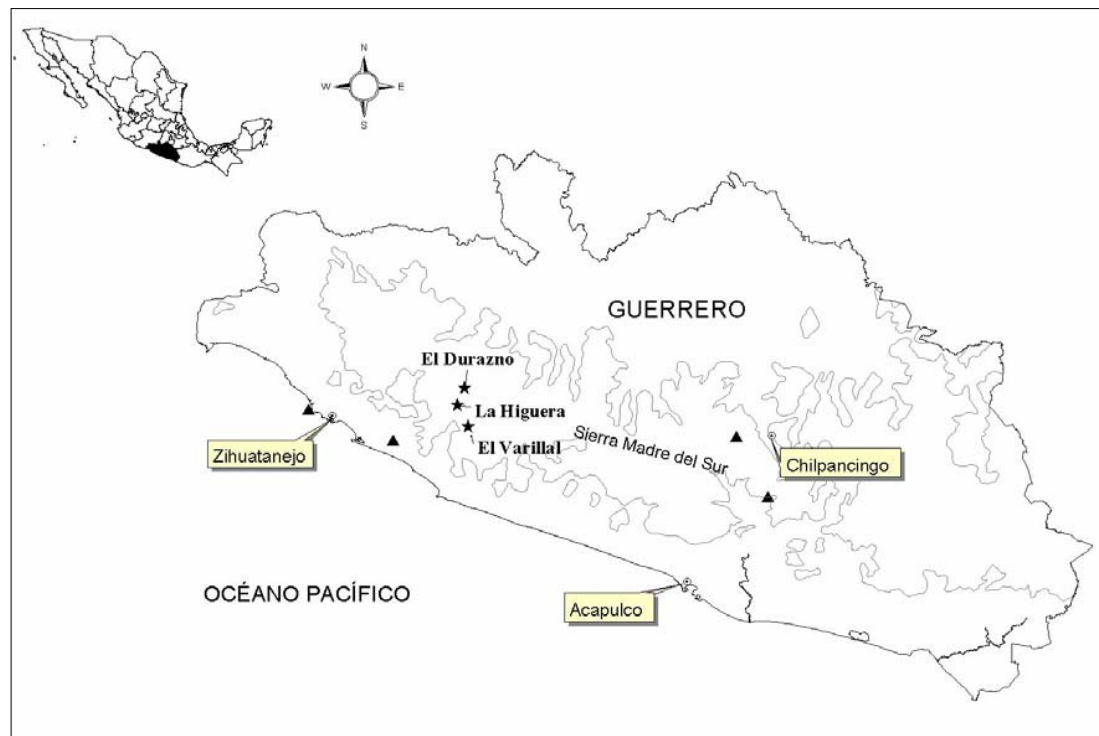 N
W E
S
GUERRERO
El Durazno
La Higuera
El Varillal
Sierra Madre del Sur
Zihuatanejo
Chilpancingo
OCÉANO PACÍFICO
Acapulco